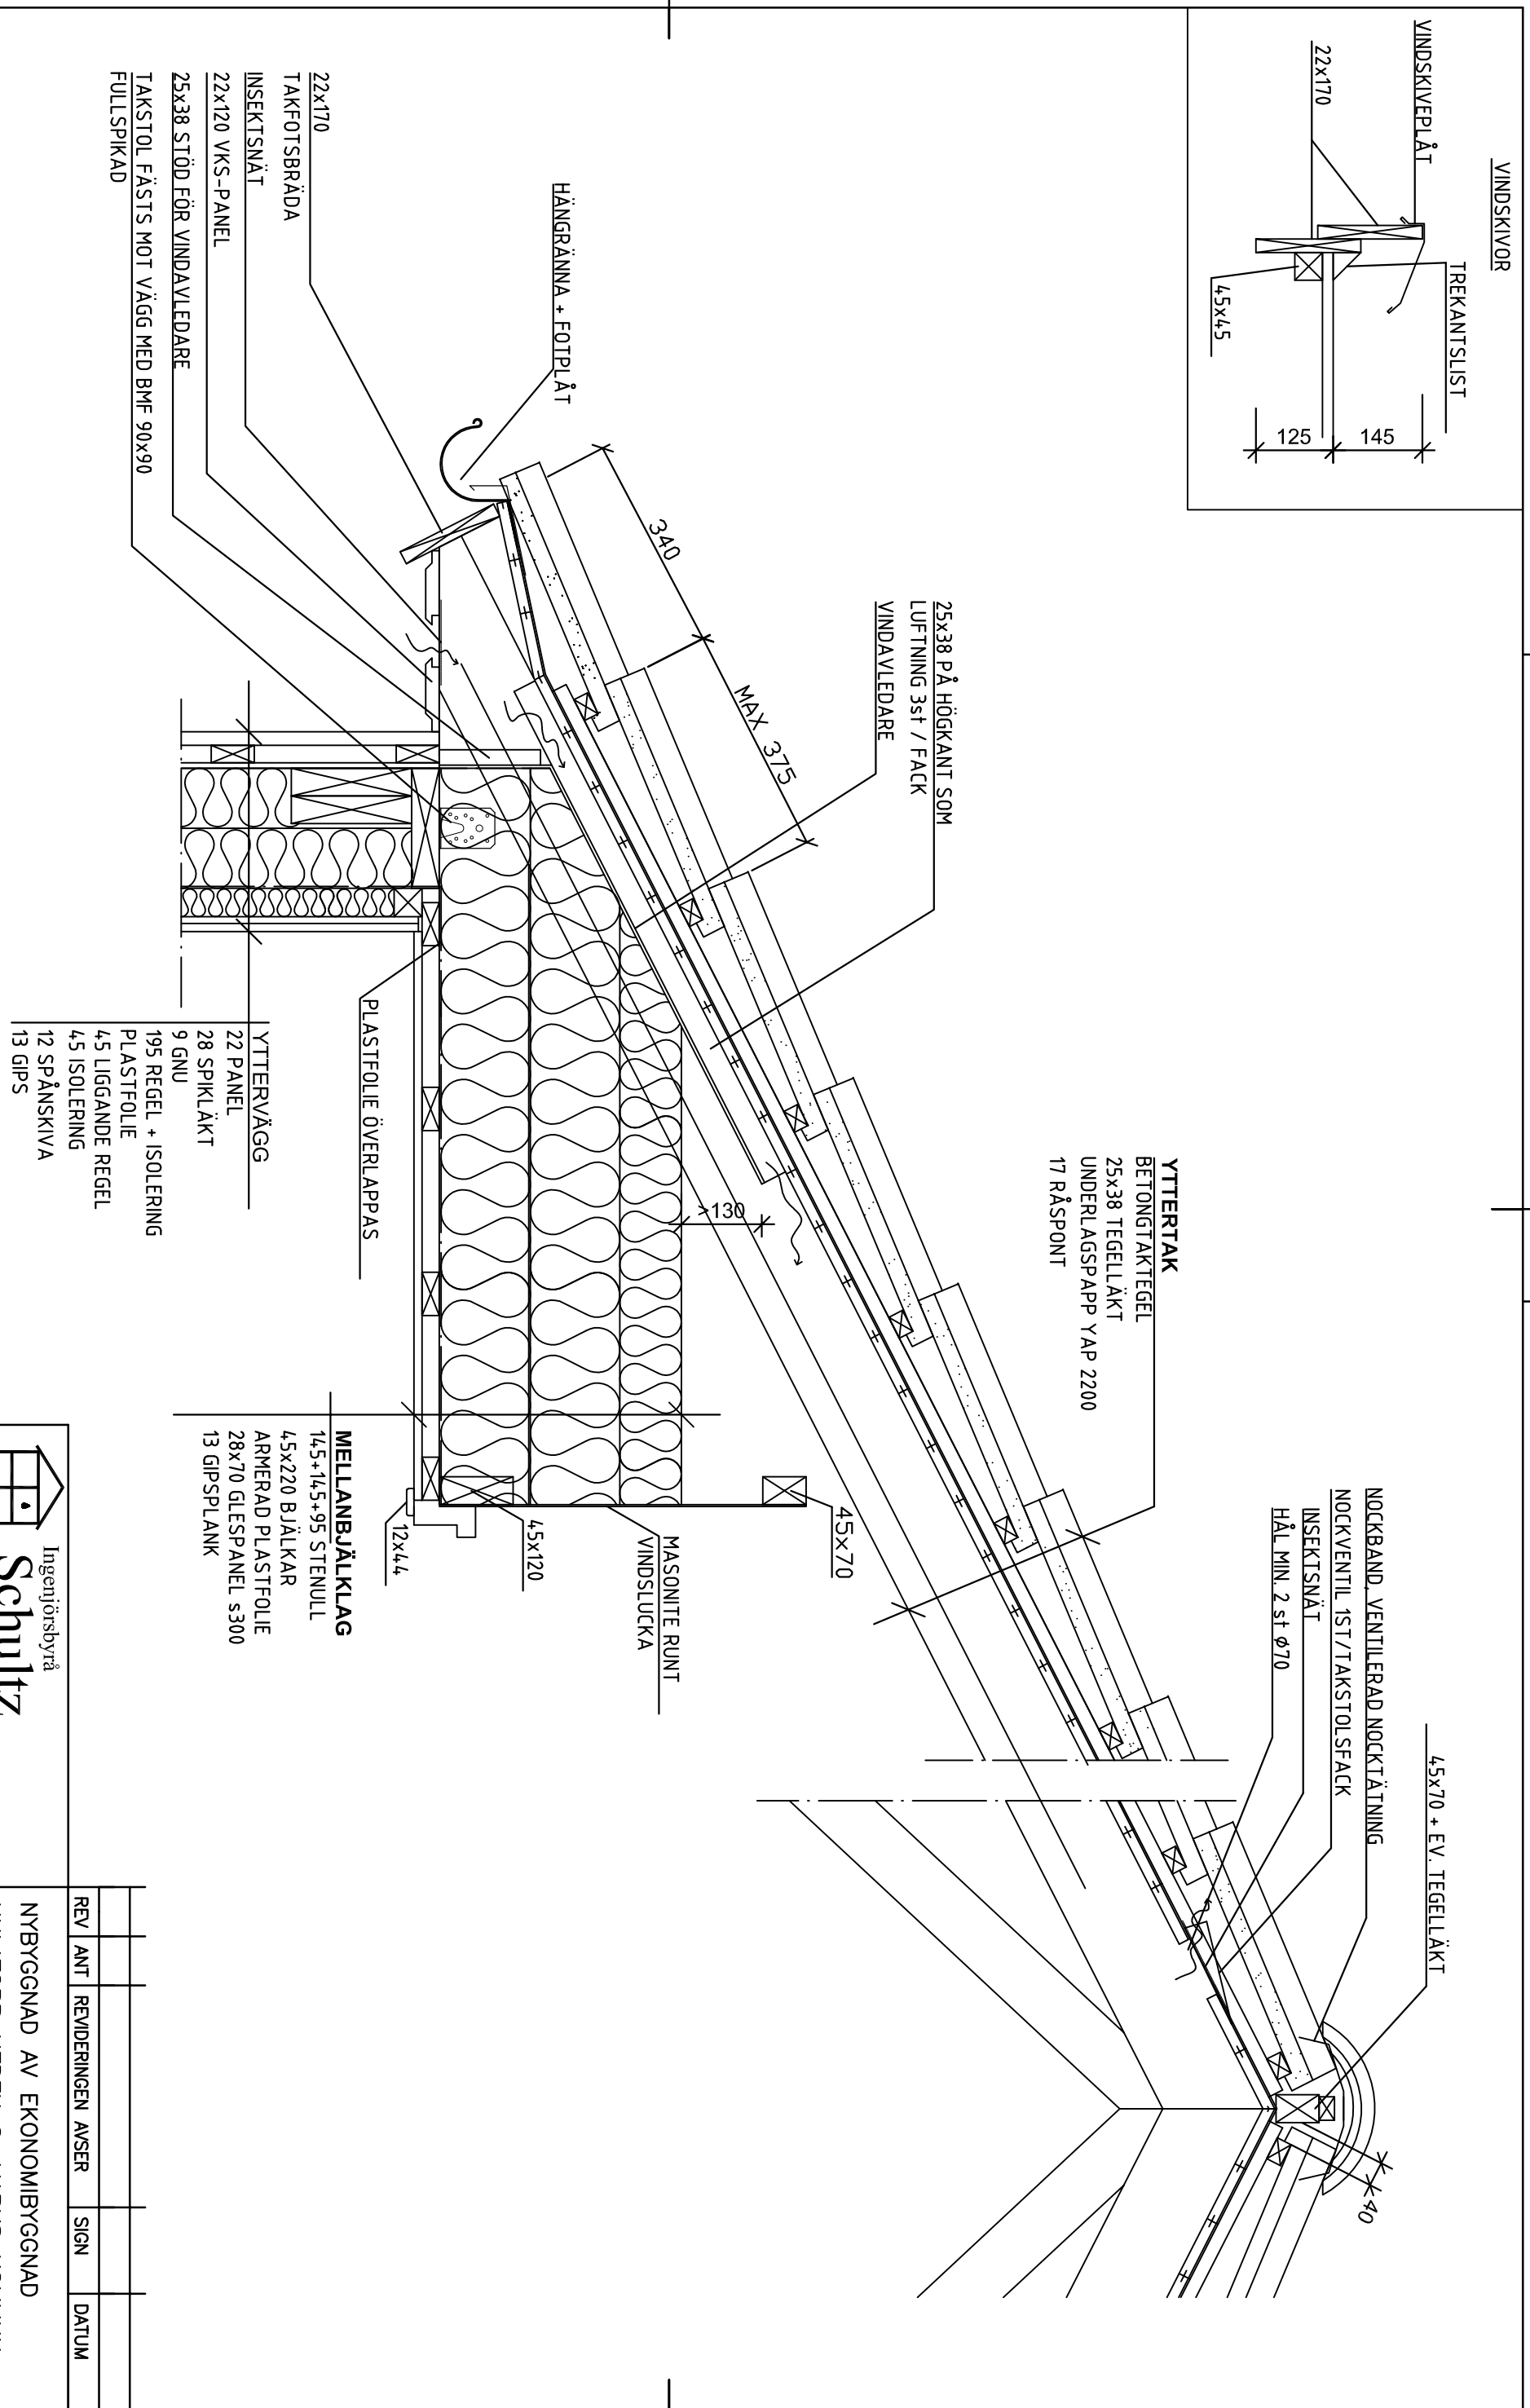 VINDSKIVOR
VINDSKIVEPLÅT
TREKANTSLIST
22x170
45x45
145
125
45x70 + EV. TEGELLÄKT
NOCKBAND, VENTILERAD NOCKTÄTNING
NOCKVENTIL 1ST/TAKSTOLSFACK
INSEKTSNÄT
HÅL MIN. 2 st ø70
40
YTTERTAK
BETONGTAKTEGEL
25x38 TEGELLÄKT
UNDERLAGSPAPP YAP 2200
17 RÅSPONT
25x38 PÅ HÖGKANT SOM
LUFTNING 3st / FACK
VINDAVLEDARE
MAX 375
340
>130
45x70
HÄNGRÄNNA + FOTPLÅT
MASONITE RUNT
VINDSLUCKA
45x120
12x44
22x170
TAKFOTSBRÄDA
INSEKTSNÄT
22x120 VKS-PANEL
25x38 STÖD FÖR VINDAVLEDARE
TAKSTOL FÄSTS MOT VÄGG MED BMF 90x90
FULLSPIKAD
PLASTFOLIE ÖVERLAPPAS
MELLANBJÄLKLAG
145+145+95 STENULL
45x220 BJÄLKAR
ARMERAD PLASTFOLIE
28x70 GLESPANEL s300
13 GIPSPLANK
YTTERVÄGG
22 PANEL
28 SPIKLÄKT
9 GNU
195 REGEL + ISOLERING
PLASTFOLIE
45 LIGGANDE REGEL
45 ISOLERING
12 SPÅNSKIVA
13 GIPS
Ingenjörsbyrå
Schultz
REV ANT REVIDERINGEN AVSER SIGN DATUM
NYBYGGNAD AV EKONOMIBYGGNAD